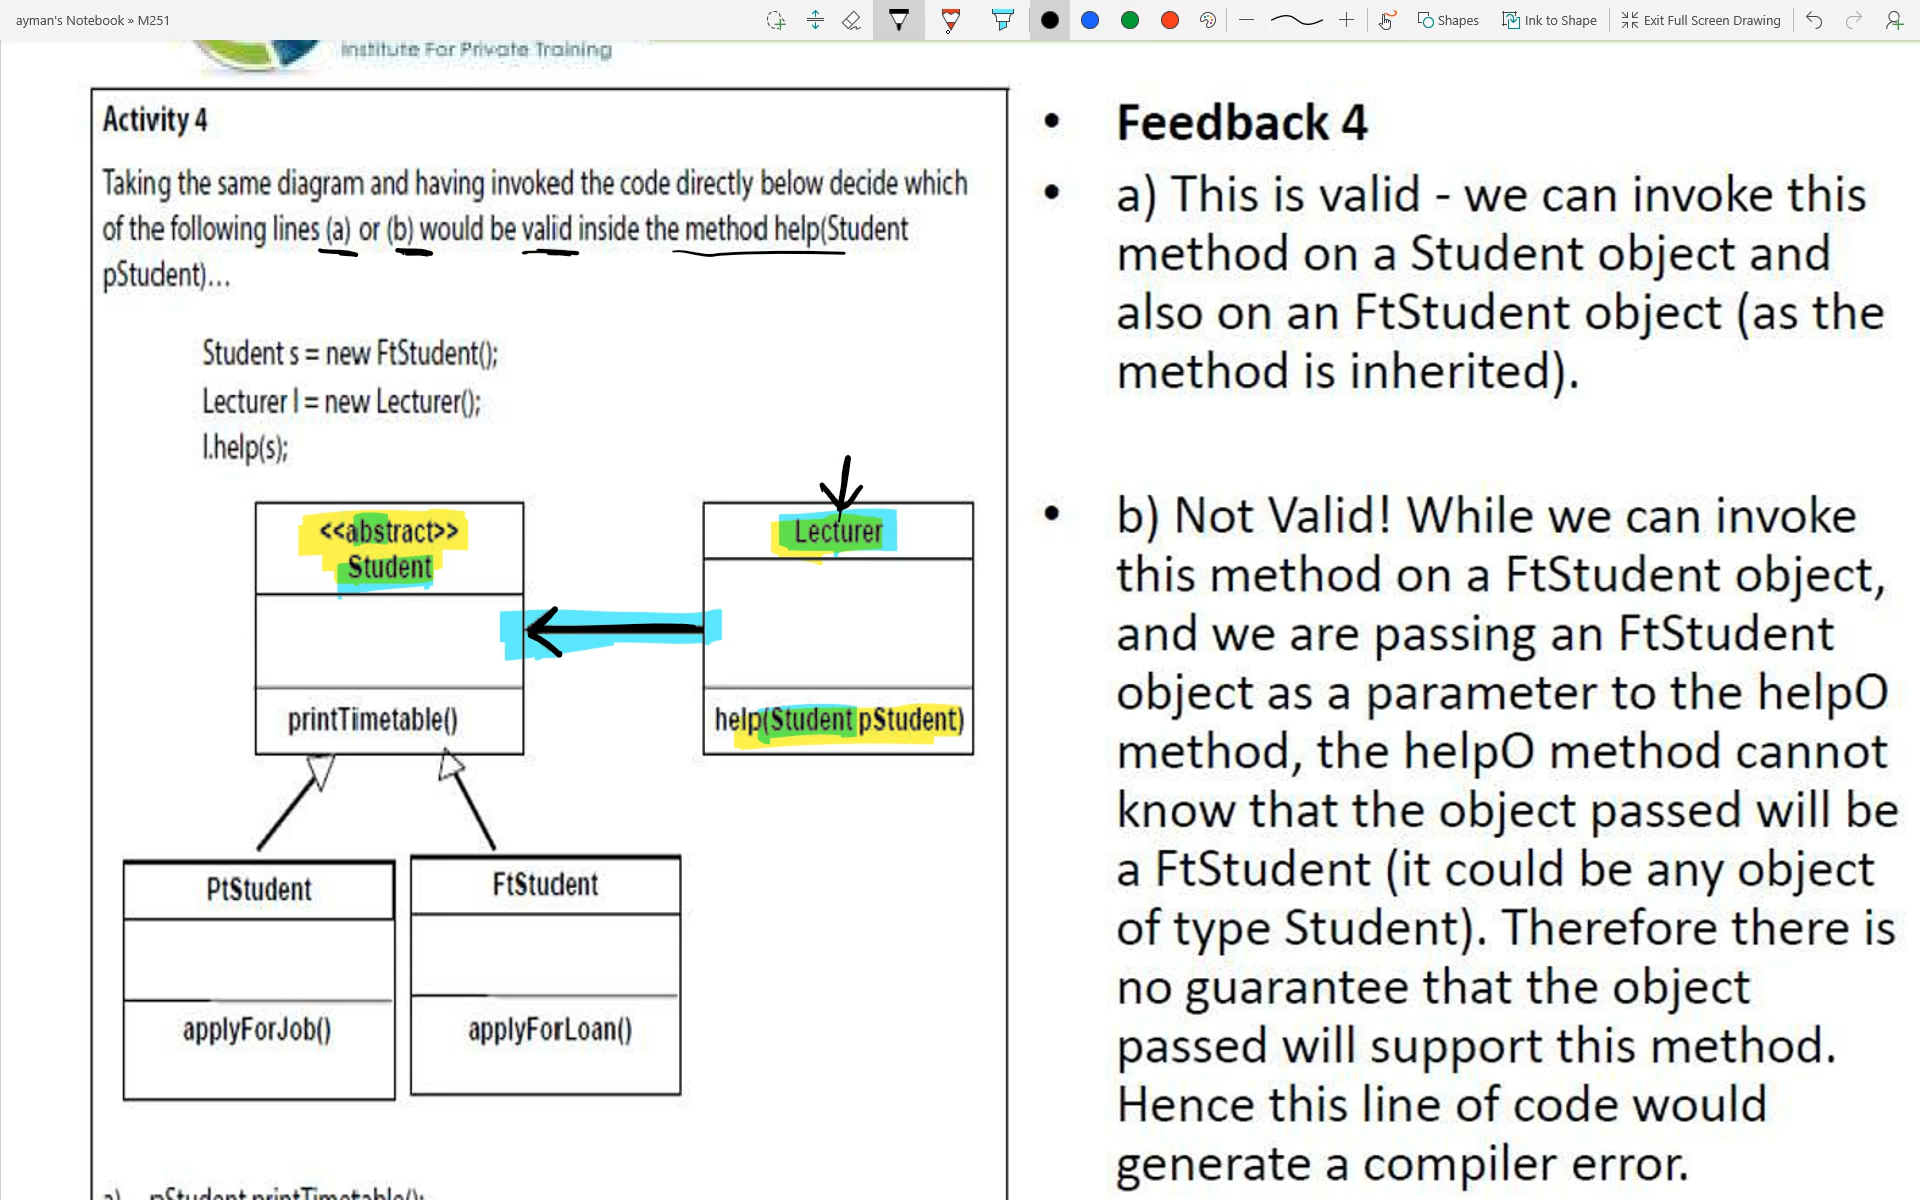 ayman's Notebook » M251
Shapes
Ink to Shape
Exit Full Screen Drawing
Institute For Private Training
Activity 4
Taking the same diagram and having invoked the code directly below decide which
of the following lines (a) or (b) would be valid inside the method help(Student
pStudent)...
Student s = new FtStudent();
Lecturer l = new Lecturer();
l.help(s);
<<abstract>>
Student
printTimetable()
Lecturer
help(Student pStudent)
PtStudent
applyForJob()
FtStudent
applyForLoan()
a) pStudent.printTimetable();
• Feedback 4
• a) This is valid - we can invoke this
method on a Student object and
also on an FtStudent object (as the
method is inherited).
• b) Not Valid! While we can invoke
this method on a FtStudent object,
and we are passing an FtStudent
object as a parameter to the helpO
method, the helpO method cannot
know that the object passed will be
a FtStudent (it could be any object
of type Student). Therefore there is
no guarantee that the object
passed will support this method.
Hence this line of code would
generate a compiler error.